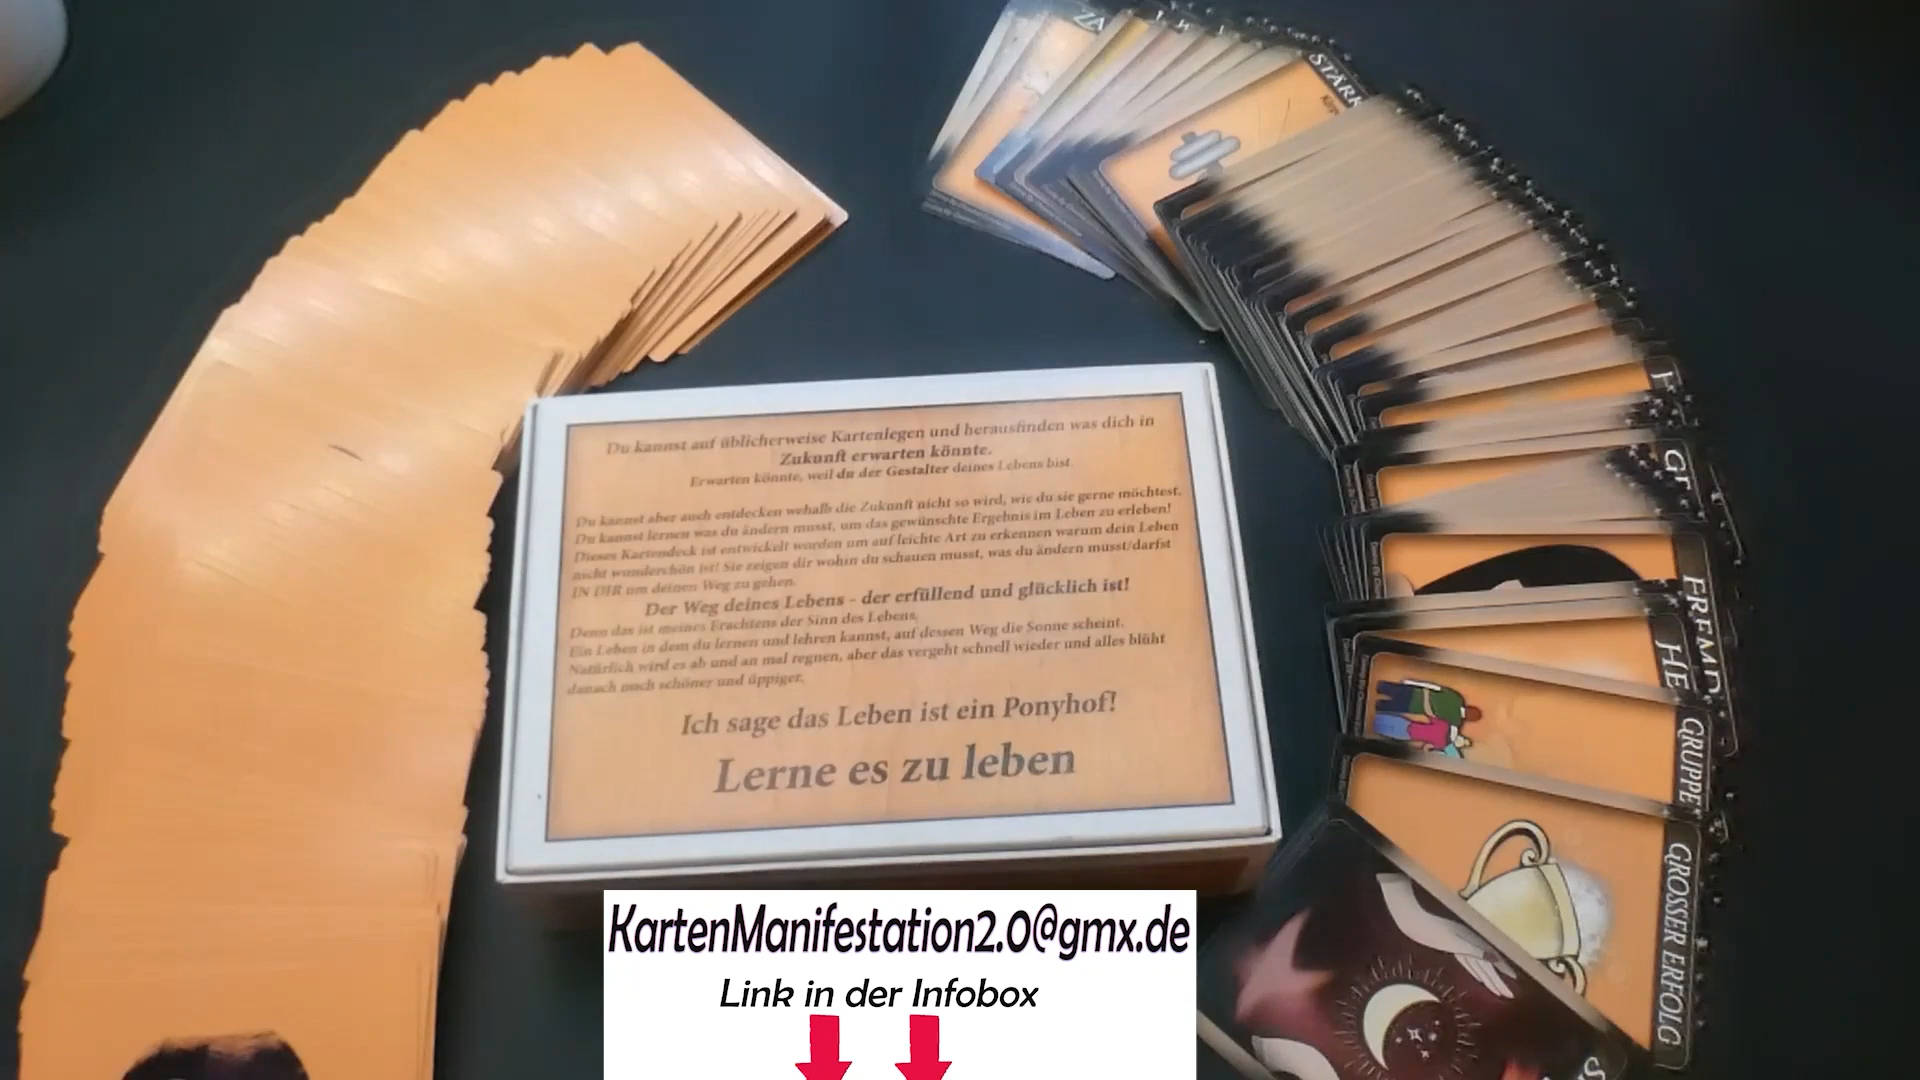 STÄRK
Du kannst auf üblicherweise Kartenlegen und herausfinden was dich in
Zukunft erwarten könnte.
Erwarten könnte, weil du der Gestalter deines Lebens bist.
Du kannst aber auch entdecken wehalb die Zukunft nicht so wird, wie du sie gerne möchtest.
Du kannst lernen was du ändern musst, um das gewünschte Ergebnis im Leben zu erleben!
Dieses Kartendeck ist entwickelt worden um auf leichte Art zu erkennen warum dein Leben
nicht wunderschön ist! Sie zeigen dir wohin du schauen musst, was du ändern musst/darfst
IN DIR um deinen Weg zu gehen.
Der Weg deines Lebens - der erfüllend und glücklich ist!
Denn das ist meines Erachtens der Sinn des Lebens,
Ein Leben in dem du lernen und lehren kannst, auf dessen Weg die Sonne scheint.
Natürlich wird es ab und an mal regnen, aber das vergeht schnell wieder und alles blüht
danach noch schöner und üppiger.
Ich sage das Leben ist ein Ponyhof!
Lerne es zu leben
GR
FREMD
HE
GRUPPE
GROSSER ERFOLG
KartenManifestation2.0@gmx.de
Link in der Infobox